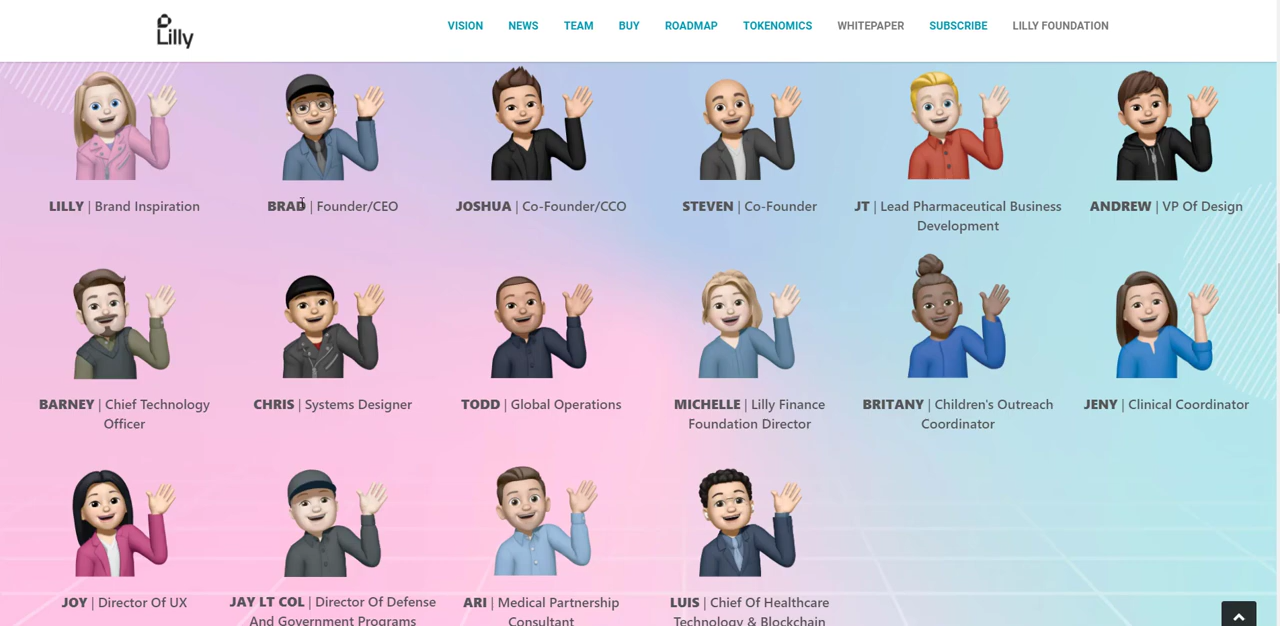 Lilly
VISION NEWS TEAM BUY ROADMAP TOKENOMICS WHITEPAPER SUBSCRIBE LILLY FOUNDATION
LILLY | Brand Inspiration
BRAD | Founder/CEO
JOSHUA | Co-Founder/CCO
STEVEN | Co-Founder
JT | Lead Pharmaceutical Business
Development
ANDREW | VP Of Design
BARNEY | Chief Technology
Officer
CHRIS | Systems Designer
TODD | Global Operations
MICHELLE | Lilly Finance
Foundation Director
BRITANY | Children's Outreach
Coordinator
JENY | Clinical Coordinator
JOY | Director Of UX
JAY LT COL | Director Of Defense
And Government Programs
ARI | Medical Partnership
Consultant
LUIS | Chief Of Healthcare
Technology & Blockchain